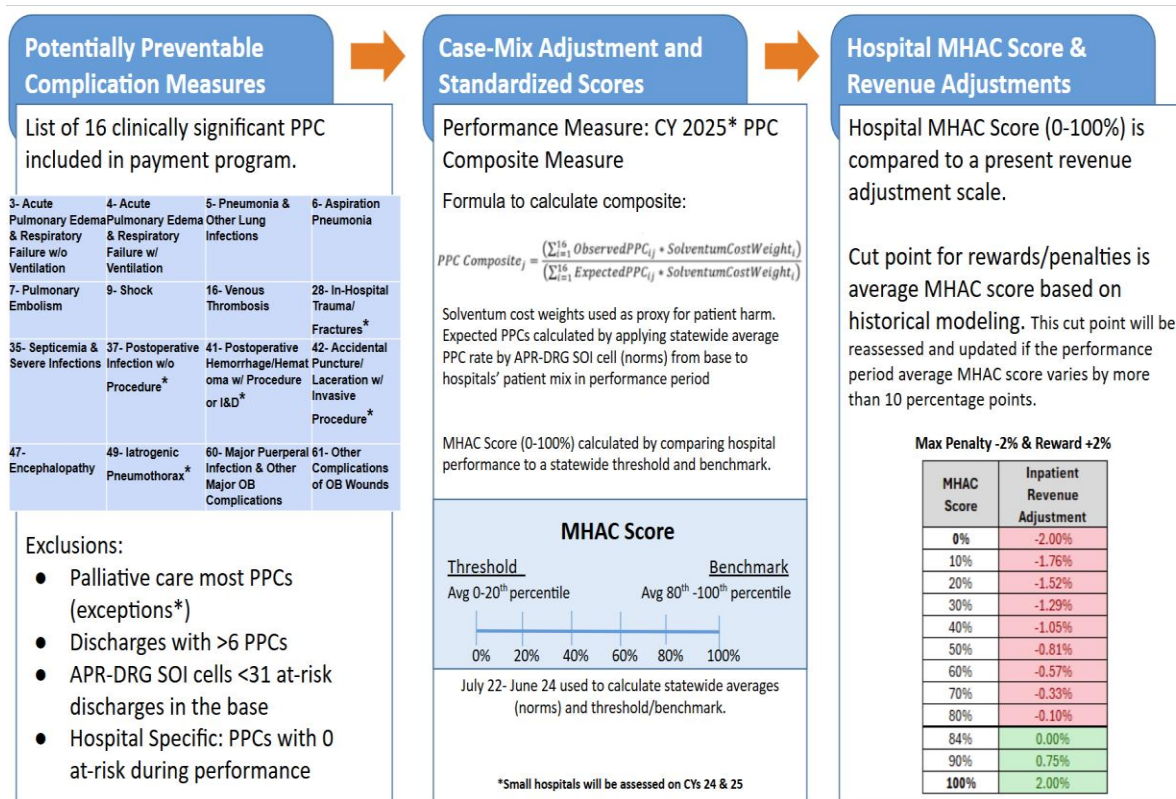 Potentially Preventable
Complication Measures
List of 16 clinically significant PPC
included in payment program.
3- Acute
Pulmonary Edema
& Respiratory
Failure w/o
Ventilation
4- Acute
Pulmonary Edema
& Respiratory
Failure w/
Ventilation
5- Pneumonia &
Other Lung
Infections
6- Aspiration
Pneumonia
7- Pulmonary
Embolism
9- Shock
16- Venous
Thrombosis
28- In-Hospital
Trauma/
Fractures*
35- Septicemia &
Severe Infections
37- Postoperative
Infection w/o
Procedure*
41- Postoperative
Hemorrhage/Hemat
oma w/ Procedure
or I&D*
42- Accidental
Puncture/
Laceration w/
Invasive
Procedure*
47-
Encephalopathy
49- Iatrogenic
Pneumothorax*
60- Major Puerperal
Infection & Other
Major OB
Complications
61- Other
Complications
of OB Wounds
Exclusions:
● Palliative care most PPCs
(exceptions*)
● Discharges with >6 PPCs
● APR-DRG SOI cells <31 at-risk
discharges in the base
● Hospital Specific: PPCs with 0
at-risk during performance
Case-Mix Adjustment and
Standardized Scores
Performance Measure: CY 2025* PPC
Composite Measure
Formula to calculate composite:
PPC Composite_j = (∑_{i=1}^{16} ObservedPPC_{ij} * SolventumCostWeight_i) / (∑_{i=1}^{16} ExpectedPPC_{ij} * SolventumCostWeight_i)
Solventum cost weights used as proxy for patient harm.
Expected PPCs calculated by applying statewide average
PPC rate by APR-DRG SOI cell (norms) from base to
hospitals' patient mix in performance period
MHAC Score (0-100%) calculated by comparing hospital
performance to a statewide threshold and benchmark.
MHAC Score
Threshold Benchmark
Avg 0-20th percentile Avg 80th -100th percentile
0% 20% 40% 60% 80% 100%
July 22- June 24 used to calculate statewide averages
(norms) and threshold/benchmark.
*Small hospitals will be assessed on CYs 24 & 25
Hospital MHAC Score &
Revenue Adjustments
Hospital MHAC Score (0-100%) is
compared to a present revenue
adjustment scale.
Cut point for rewards/penalties is
average MHAC score based on
historical modeling. This cut point will be
reassessed and updated if the performance
period average MHAC score varies by more
than 10 percentage points.
Max Penalty -2% & Reward +2%
MHAC
Score
Inpatient
Revenue
Adjustment
0% -2.00%
10% -1.76%
20% -1.52%
30% -1.29%
40% -1.05%
50% -0.81%
60% -0.57%
70% -0.33%
80% -0.10%
84% 0.00%
90% 0.75%
100% 2.00%